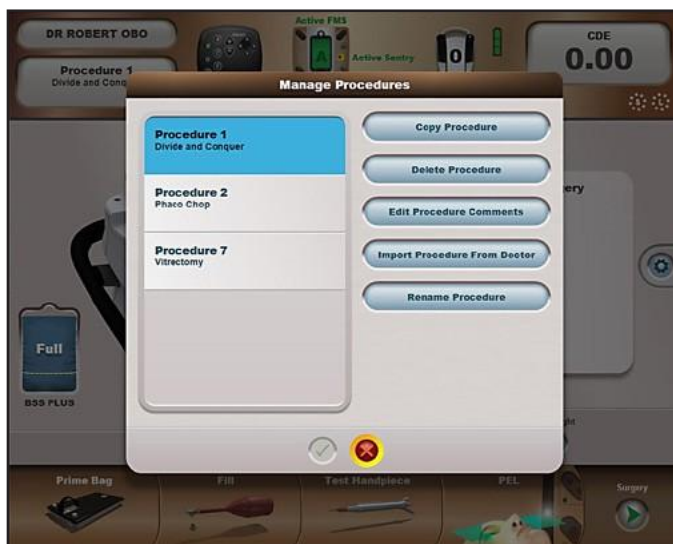 DR ROBERT OBO
Procedure 1
Divide and Conq
Active FMS
A
Active Sentry
0
CDE
0.00
Manage Procedures
Procedure 1
Divide and Conquer
Procedure 2
Phaco Chop
Procedure 7
Vitrectomy
Copy Procedure
Delete Procedure
Edit Procedure Comments
Import Procedure From Doctor
Rename Procedure
ery
Full
BSS PLUS
ght
Prime Bag
Fill
Test Handpiece
PEL
Surgery